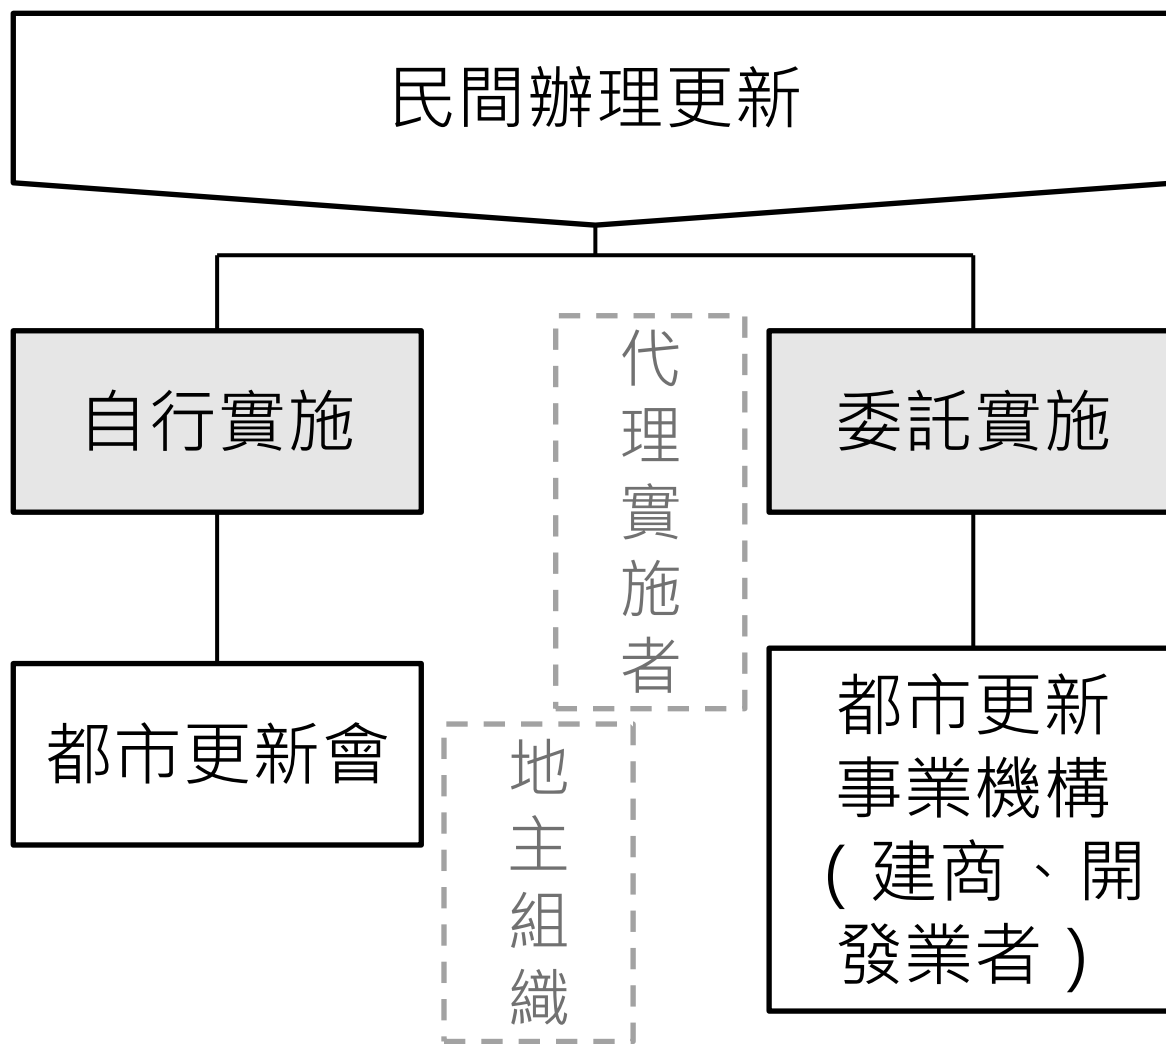 民間辦理更新
自行實施
代理實施者
委託實施
都市更新會
地主組織
都市更新
事業機構
（建商、開
發業者）